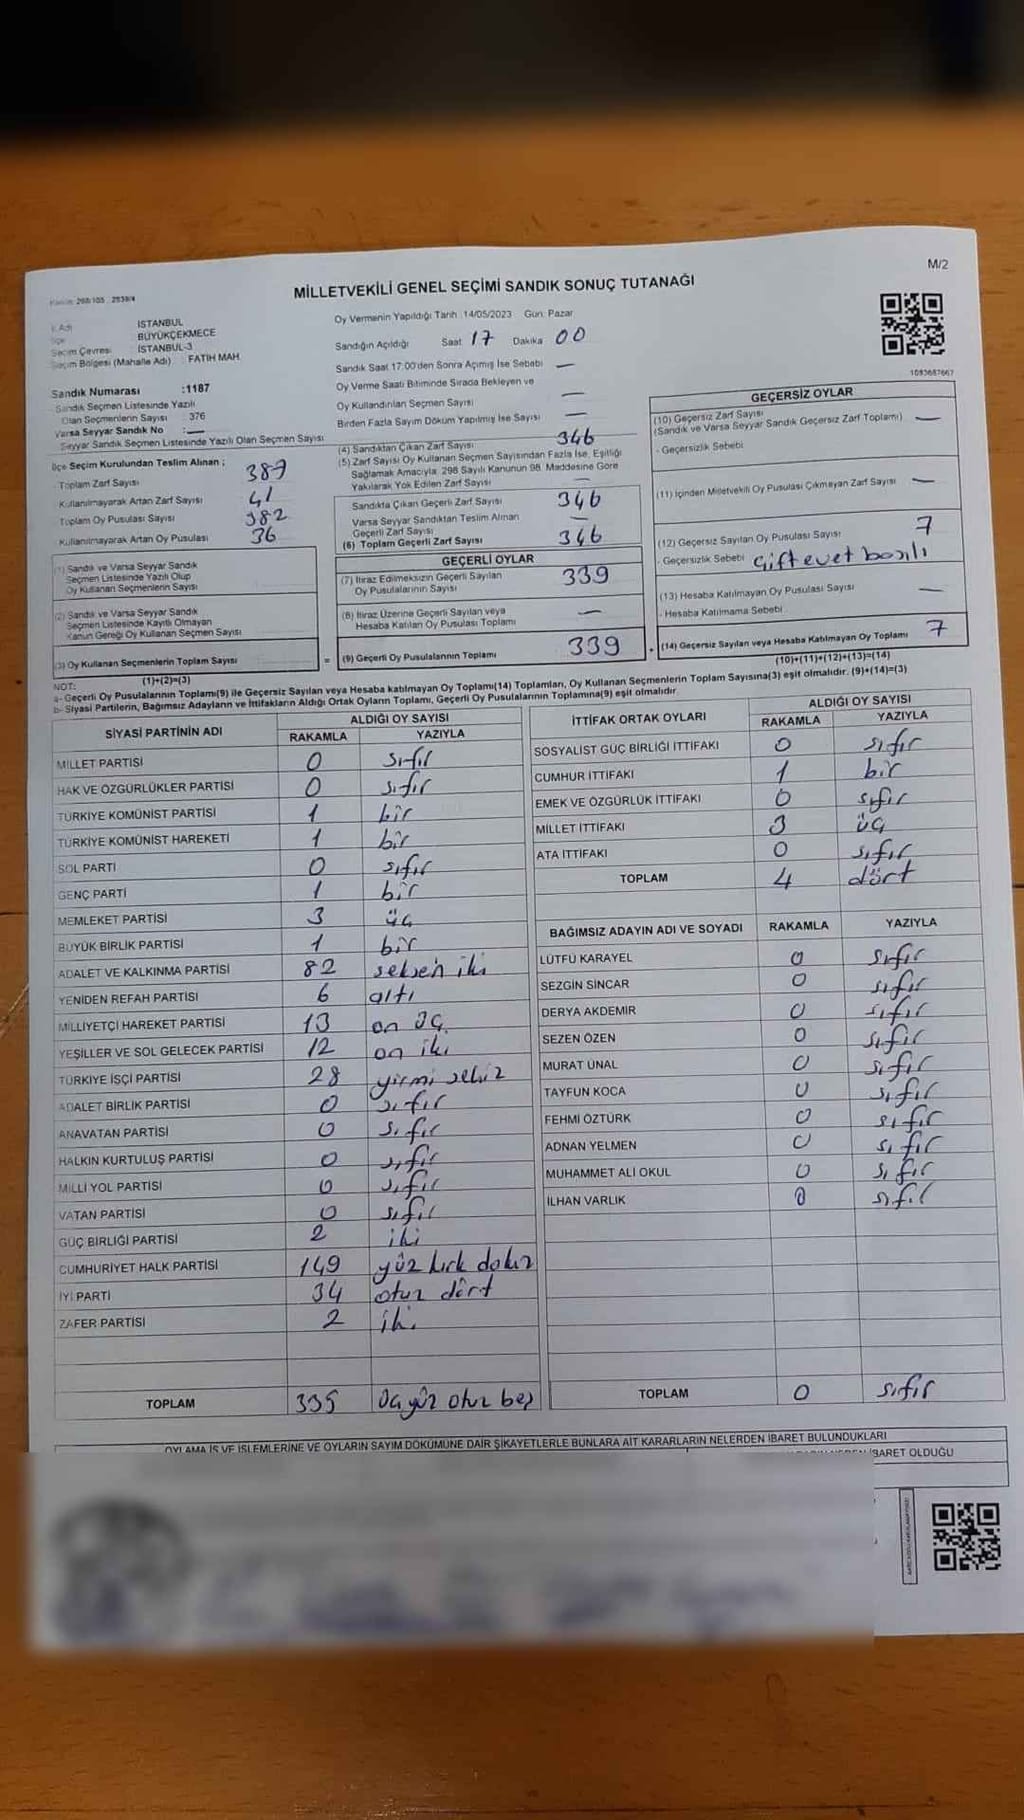 M/2
MİLLETVEKİLİ GENEL SEÇİMİ SANDIK SONUÇ TUTANAĞI
İSTANBUL
BÜYÜKÇEKMECE
Seçim Çevresi İSTANBUL-3
Seçim Bölgesi (Mahalle Adı) FATİH MAH.
Sandık Numarası :1187
Sandık Seçmen Listesinde Yazılı
Olan Seçmenlerin Sayısı : 376
Varsa Seyyar Sandık No : —
Seyyar Sandık Seçmen Listesinde Yazılı Olan Seçmen Sayısı
İlçe Seçim Kurulundan Teslim Alınan ;
Toplam Zarf Sayısı 387
Kullanılmayarak Artan Zarf Sayısı 41
Toplam Oy Pusulası Sayısı 382
Kullanılmayarak Artan Oy Pusulası 36
(1) Sandık ve Varsa Seyyar Sandık
Seçmen Listesinde Yazılı Olup
Oy Kullanan Seçmenlerin Sayısı
(2) Sandık ve Varsa Seyyar Sandık
Seçmen Listesinde Kayıtlı Olmayan
Kanun Gereği Oy Kullanan Seçmen Sayısı
(3) Oy Kullanan Seçmenlerin Toplam Sayısı
(1)+(2)=(3)
Oy Vermenin Yapıldığı Tarih : 14/05/2023 Gün: Pazar
Sandığın Açıldığı Saat 17 Dakika 00
Sandık Saat 17:00'den Sonra Açımış İse Sebebi —
Oy Verme Saati Bitiminde Sırada Bekleyen ve
Oy Kullandırılan Seçmen Sayısı —
Birden Fazla Sayım Döküm Yapılmış İse Sayısı —
(4) Sandıktan Çıkan Zarf Sayısı 346
(5) Zarf Sayısı Oy Kullanan Seçmen Sayısından Fazla İse, Eşitliği
Sağlamak Amacıyla 298 Sayılı Kanunun 98. Maddesine Göre
Yakılarak Yok Edilen Zarf Sayısı —
Sandıkta Çıkan Geçerli Zarf Sayısı 346
Varsa Seyyar Sandıktan Teslim Alınan
Geçerli Zarf Sayısı —
(6) Toplam Geçerli Zarf Sayısı 346
GEÇERLİ OYLAR
(7) İtiraz Edilmeksizin Geçerli Sayılan
Oy Pusulalarının Sayısı 339
(8) İtiraz Üzerine Geçerli Sayılan veya
Hesaba Katılan Oy Pusulası Toplamı —
= (9) Geçerli Oy Pusulalarının Toplamı 339
1093687667
GEÇERSİZ OYLAR
(10) Geçersiz Zarf Sayısı
(Sandık ve Varsa Seyyar Sandık Geçersiz Zarf Toplamı) —
- Geçersizlik Sebebi:
(11) İçinden Milletvekili Oy Pusulası Çıkmayan Zarf Sayısı —
(12) Geçersiz Sayılan Oy Pusulası Sayısı 7
- Geçersizlik Sebebi çift evet basılı
(13) Hesaba Katılmayan Oy Pusulası Sayısı —
- Hesaba Katılmama Sebebi
(14) Geçersiz Sayılan veya Hesaba Katılmayan Oy Toplamı 7
(10)+(11)+(12)+(13)=(14)
NOT:
a- Geçerli Oy Pusulalarının Toplamı(9) ile Geçersiz Sayılan veya Hesaba katılmayan Oy Toplamı(14) Toplamları, Oy Kullanan Seçmenlerin Toplam Sayısına(3) eşit olmalıdır. (9)+(14)=(3)
b- Siyasi Partilerin, Bağımsız Adayların ve İttifakların Aldığı Oyların Toplamı, Geçerli Oy Pusulalarının Toplamına(9) eşit olmalıdır.
SİYASİ PARTİNİN ADI ALDIĞI OY SAYISI
RAKAMLA YAZIYLA
MİLLET PARTİSİ 0 sıfır
HAK VE ÖZGÜRLÜKLER PARTİSİ 0 sıfır
TÜRKİYE KOMÜNİST PARTİSİ 1 bir
TÜRKİYE KOMÜNİST HAREKETİ 1 bir
SOL PARTİ 0 sıfır
GENÇ PARTİ 1 bir
MEMLEKET PARTİSİ 3 üç
BÜYÜK BİRLİK PARTİSİ 1 bir
ADALET VE KALKINMA PARTİSİ 82 seksen iki
YENİDEN REFAH PARTİSİ 6 altı
MİLLİYETÇİ HAREKET PARTİSİ 13 on üç
YEŞİLLER VE SOL GELECEK PARTİSİ 12 on iki
TÜRKİYE İŞÇİ PARTİSİ 28 yirmi sekiz
ADALET BİRLİK PARTİSİ 0 sıfır
ANAVATAN PARTİSİ 0 sıfır
HALKIN KURTULUŞ PARTİSİ 0 sıfır
MİLLİ YOL PARTİSİ 0 sıfır
VATAN PARTİSİ 0 sıfır
GÜÇ BİRLİĞİ PARTİSİ 2 iki
CUMHURİYET HALK PARTİSİ 149 yüz kırk dokuz
İYİ PARTİ 34 otuz dört
ZAFER PARTİSİ 2 iki
TOPLAM 335 üçyüz otuz beş
İTTİFAK ORTAK OYLARI ALDIĞI OY SAYISI
RAKAMLA YAZIYLA
SOSYALİST GÜÇ BİRLİĞİ İTTİFAKI 0 sıfır
CUMHUR İTTİFAKI 1 bir
EMEK VE ÖZGÜRLÜK İTTİFAKI 0 sıfır
MİLLET İTTİFAKI 3 üç
ATA İTTİFAKI 0 sıfır
TOPLAM 4 dört
BAĞIMSIZ ADAYIN ADI VE SOYADI RAKAMLA YAZIYLA
LÜTFÜ KARAYEL 0 sıfır
SEZGİN SİNCAR 0 sıfır
DERYA AKDEMİR 0 sıfır
SEZEN ÖZEN 0 sıfır
MURAT ÜNAL 0 sıfır
TAYFUN KOCA 0 sıfır
FEHMİ ÖZTÜRK 0 sıfır
ADNAN YELMEN 0 sıfır
MUHAMMET ALİ OKUL 0 sıfır
İLHAN VARLIK 0 sıfır
TOPLAM 0 sıfır
OYLAMA İŞ VE İŞLEMLERİNE VE OYLARIN SAYIM DÖKÜMÜNE DAİR ŞİKAYETLERLE BUNLARA AİT KARARLARIN NELERDEN İBARET BULUNDUKLARI
İBARET OLDUĞU